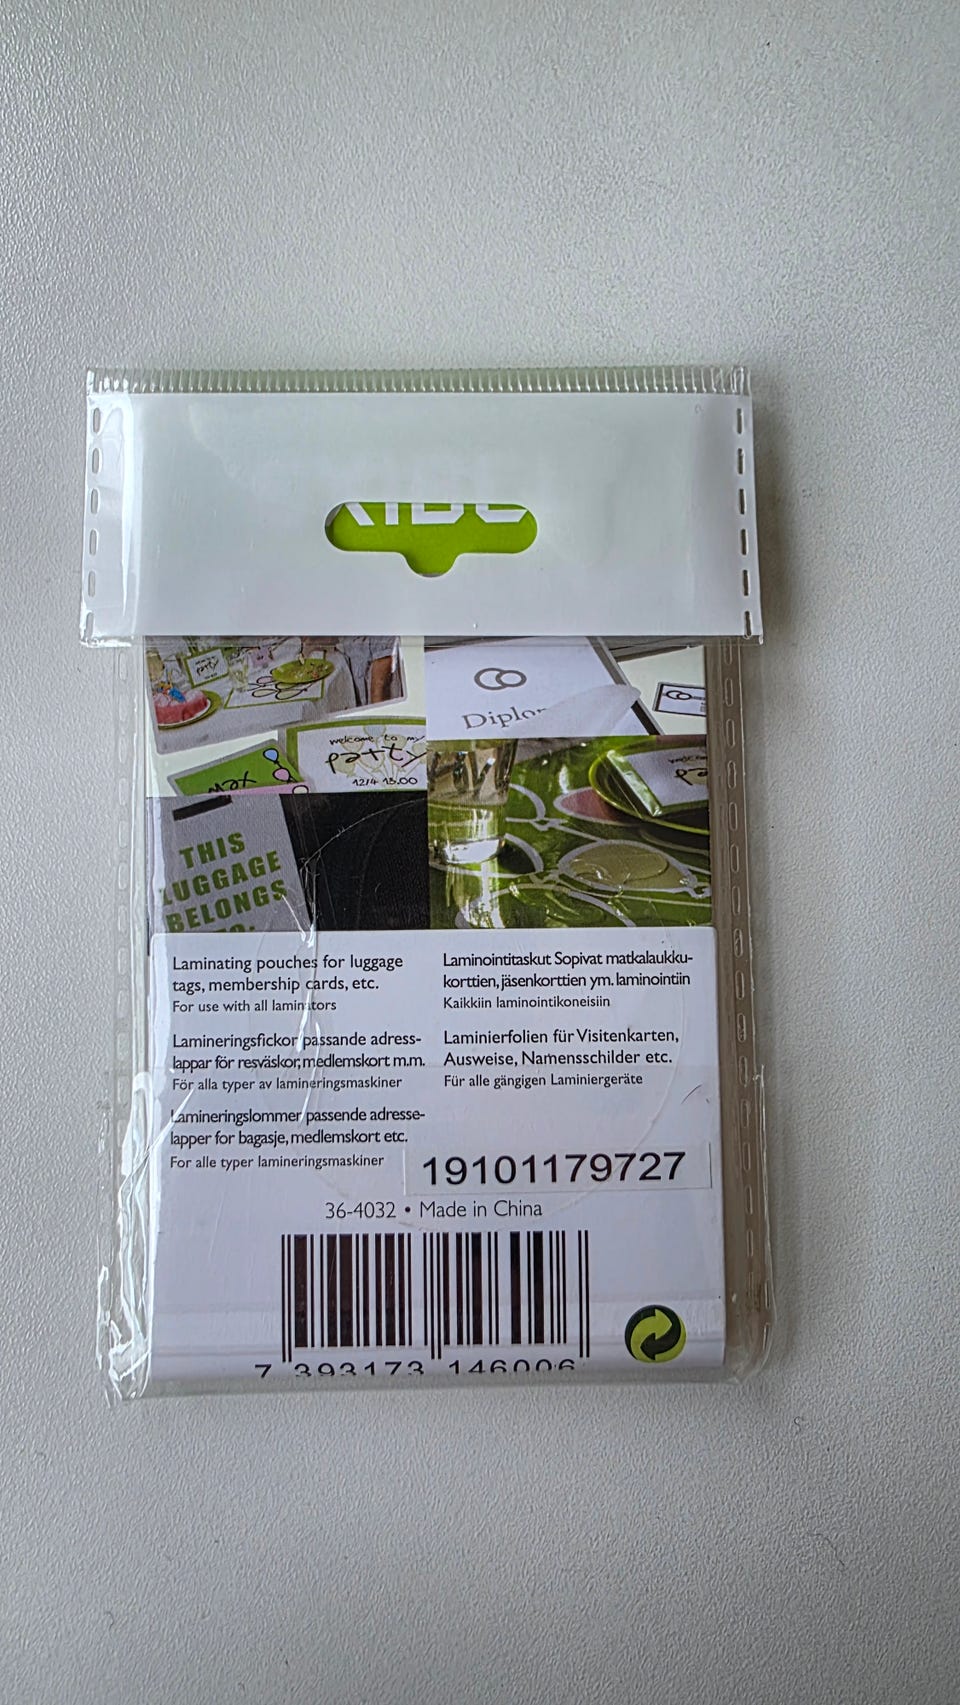 party
Diplo
welcome to my
party
12/4 13.00
Max
THIS
LUGGAGE
BELONGS
TO:
Laminating pouches for luggage
tags, membership cards, etc.
For use with all laminators
Lamineringsfickor passande adress-
lappar för resväskor, medlemskort m.m.
För alla typer av lamineringsmaskiner
Lamineringslommer passende adresse-
lapper for bagasje, medlemskort etc.
For alle typer lamineringsmaskiner
Laminointitaskut Sopivat matkalaukku-
korttien, jäsenkorttien ym. laminointiin
Kaikkiin laminointikoneisiin
Laminierfolien für Visitenkarten,
Ausweise, Namensschilder etc.
Für alle gängigen Laminiergeräte
19101179727
36-4032 • Made in China
7 393173 146006